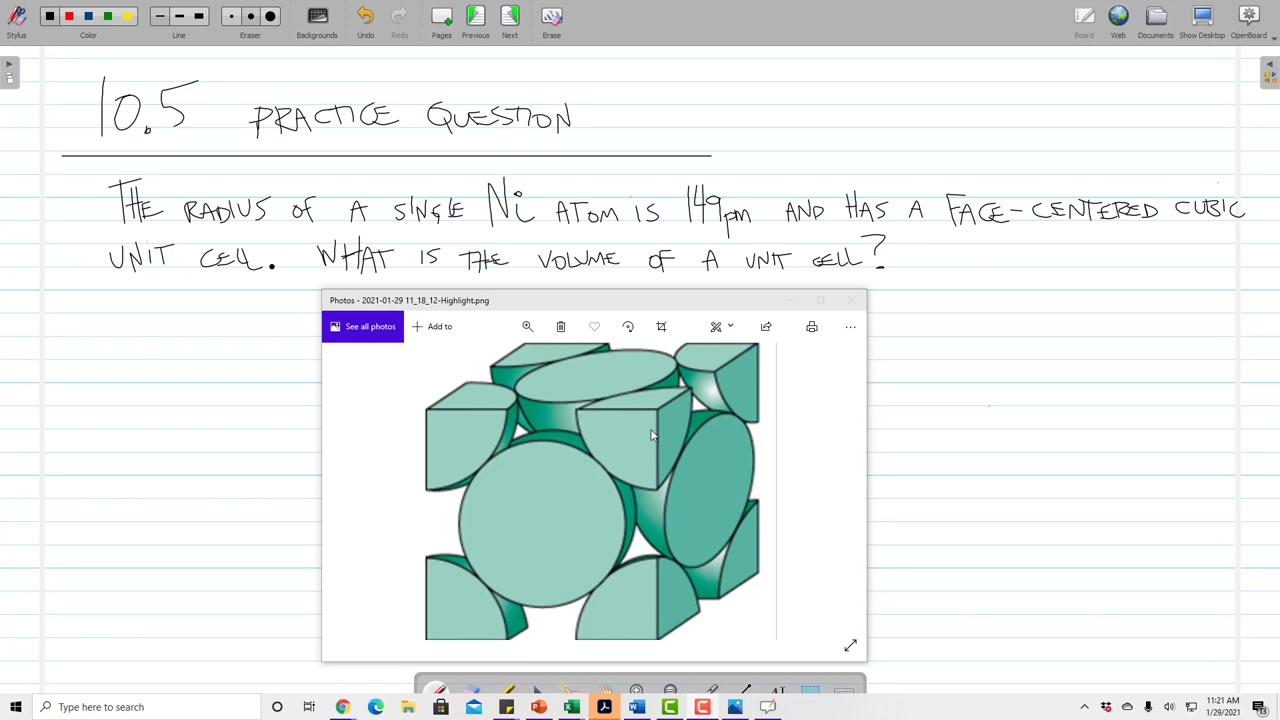 Stylus
Color
Line
Eraser
Backgrounds
Undo
Redo
Pages
Previous
Next
Erase
Board
Web
Documents
Show Desktop
OpenBoard
10.5 PRACTICE QUESTION
THE RADIUS OF A SINGLE Ni ATOM IS 149pm AND HAS A FACE-CENTERED CUBIC
UNIT CELL. WHAT IS THE VOLUME OF A UNIT CELL?
Photos - 2021-01-29 11_18_12-Highlight.png
See all photos
Add to
Type here to search
11:21 AM
1/29/2021
13